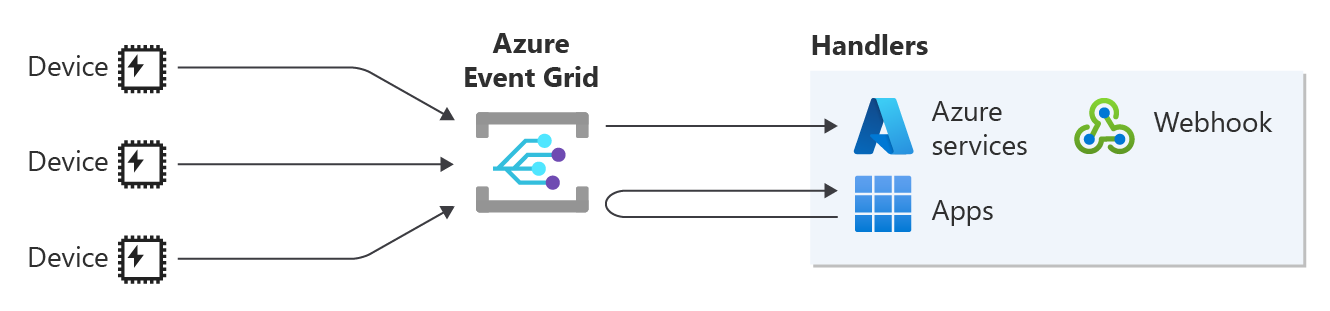 Device
Device
Device
Azure
Event Grid
Handlers
Azure
services
Webhook
Apps